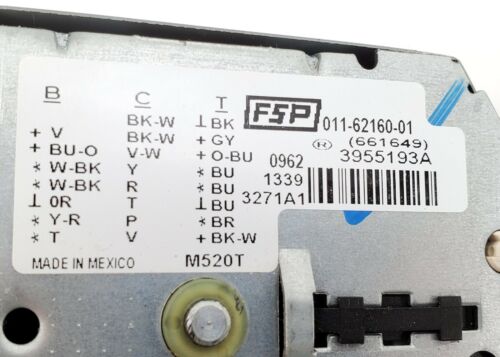 B C T
BK-W ⊥ BK
+ V BK-W + GY
+ BU-O V-W + O-BU
* W-BK Y * BU
* W-BK R * BU
⊥ OR T ⊥ BU
* Y-R P * BR
* T V + BK-W
MADE IN MEXICO M520T
FSP 011-62160-01
(R) (661649)
0962 3955193A
1339
3271A1